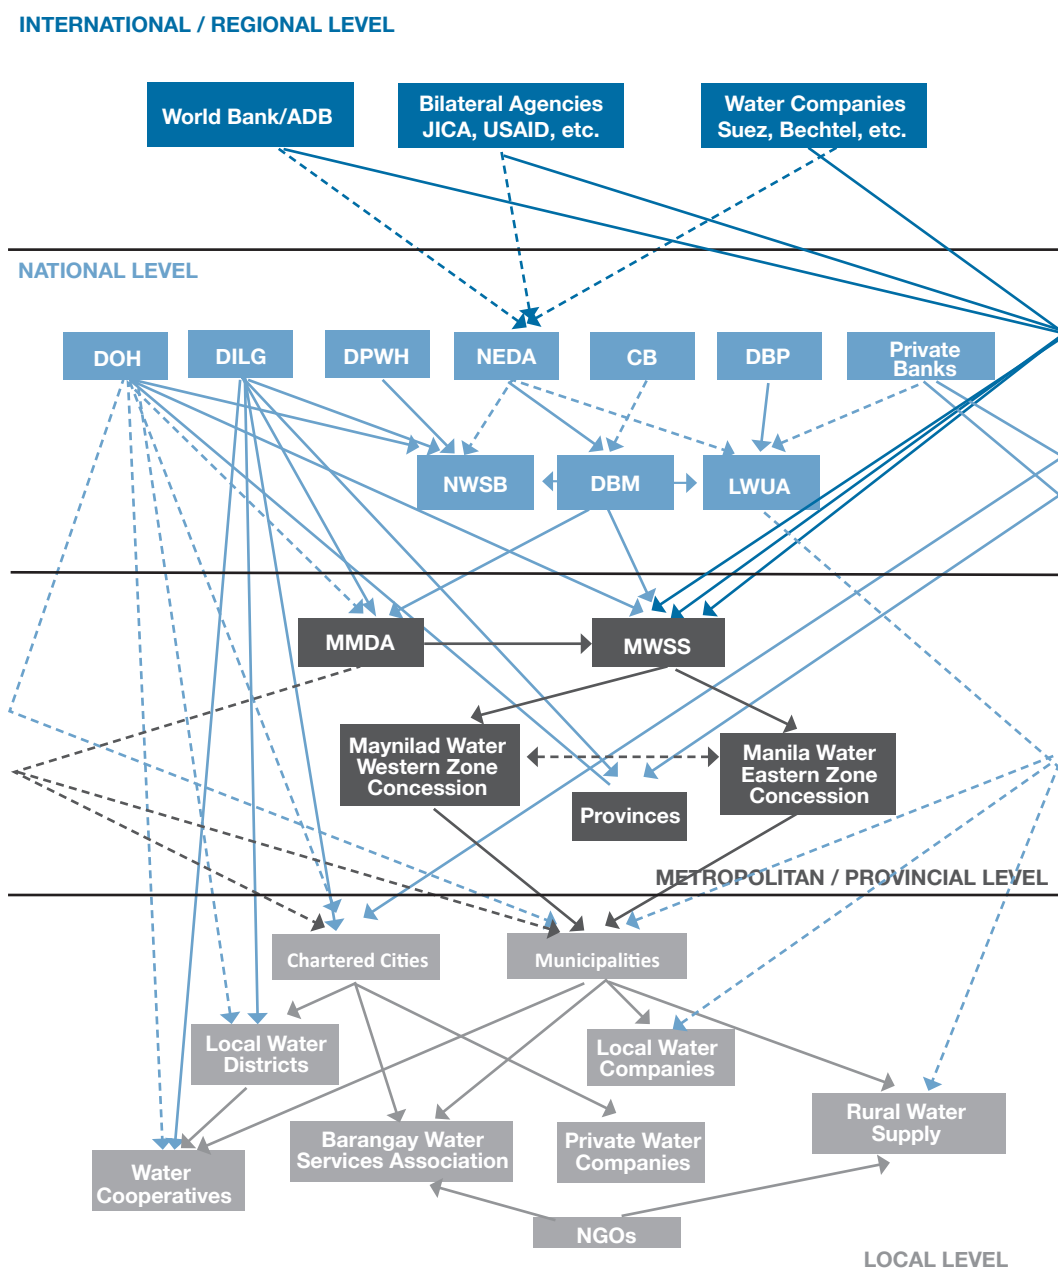 INTERNATIONAL / REGIONAL LEVEL
World Bank/ADB
Bilateral Agencies
JICA, USAID, etc.
Water Companies
Suez, Bechtel, etc.
NATIONAL LEVEL
DOH
DILG
DPWH
NEDA
CB
DBP
Private
Banks
NWSB
DBM
LWUA
MMDA
MWSS
Maynilad Water
Western Zone
Concession
Manila Water
Eastern Zone
Concession
Provinces
METROPOLITAN / PROVINCIAL LEVEL
Chartered Cities
Municipalities
Local Water
Districts
Local Water
Companies
Rural Water
Supply
Barangay Water
Services Association
Private Water
Companies
Water
Cooperatives
NGOs
LOCAL LEVEL